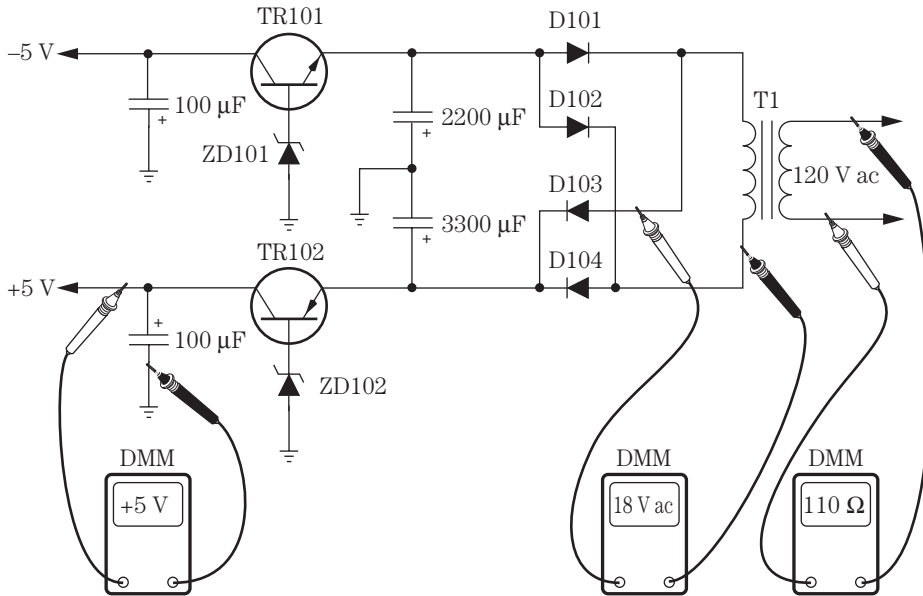 TR101
D101
–5 V
D102
T1
100 µF
+
2200 µF
+
ZD101
D103
120 V ac
3300 µF
+
TR102
D104
+5 V
+
100 µF
ZD102
DMM
DMM
DMM
+5 V
18 V ac
110 Ω